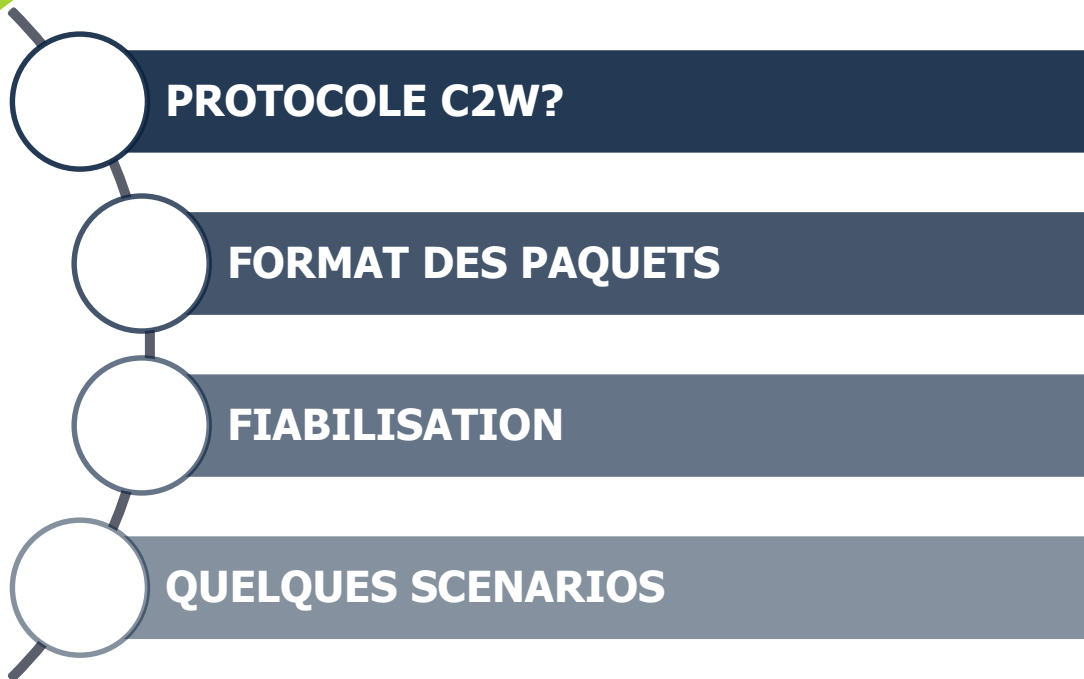 PROTOCOLE C2W?
FORMAT DES PAQUETS
FIABILISATION
QUELQUES SCENARIOS